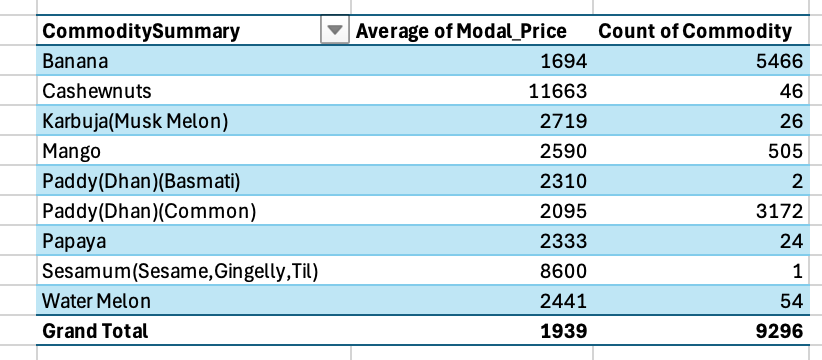 CommoditySummary Average of Modal_Price Count of Commodity
Banana 1694 5466
Cashewnuts 11663 46
Karbuja(Musk Melon) 2719 26
Mango 2590 505
Paddy(Dhan)(Basmati) 2310 2
Paddy(Dhan)(Common) 2095 3172
Papaya 2333 24
Sesamum(Sesame,Gingelly,Til) 8600 1
Water Melon 2441 54
Grand Total 1939 9296